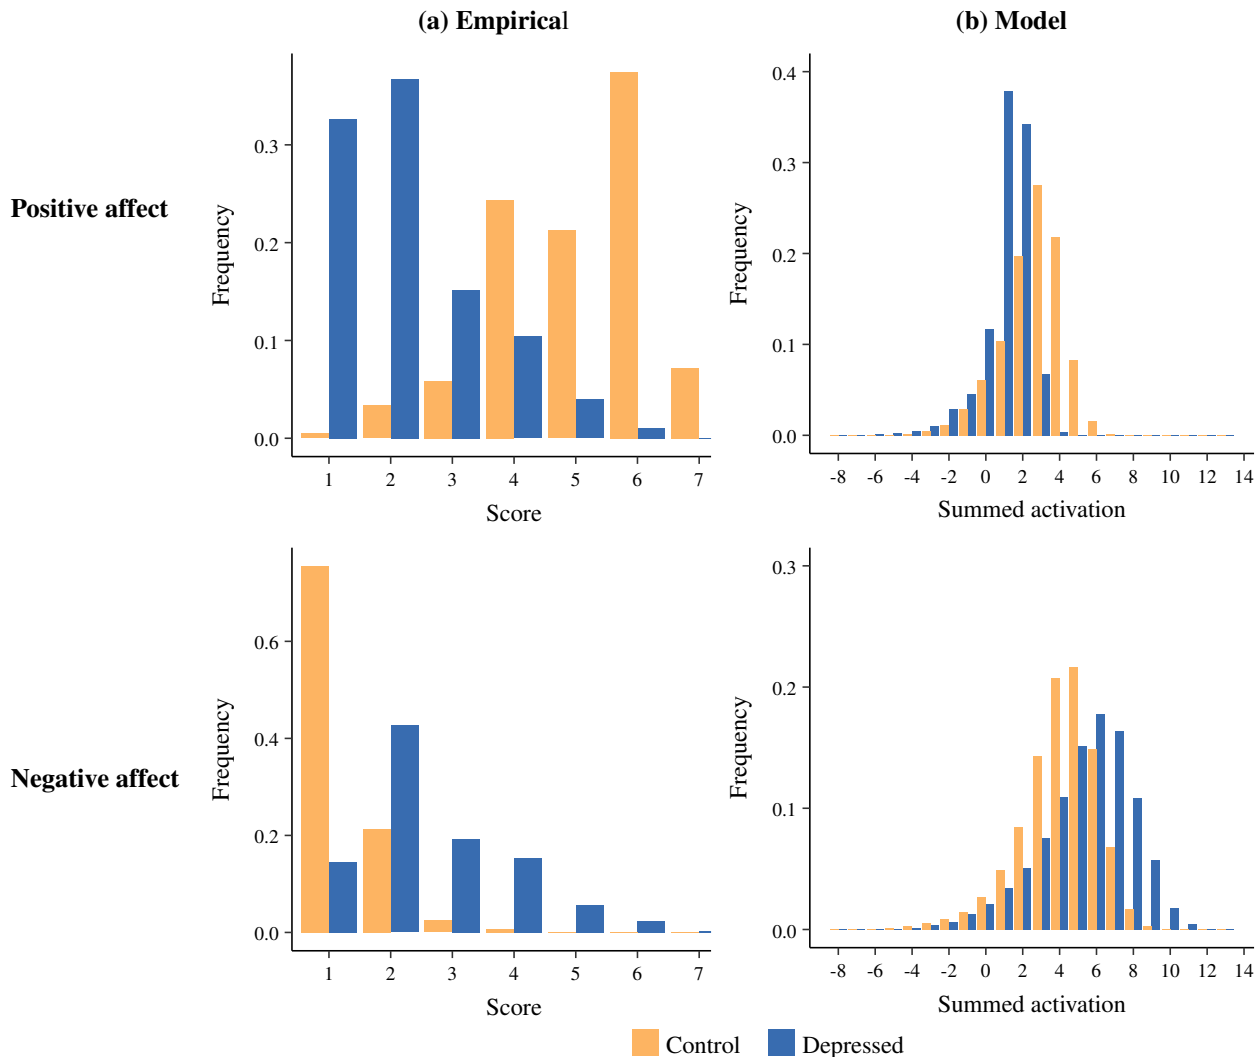 (a) Empirical
(b) Model
Positive affect
Frequency
0.3
0.2
0.1
0.0
1 2 3 4 5 6 7
Score
Frequency
0.4
0.3
0.2
0.1
0.0
-8 -6 -4 -2 0 2 4 6 8 10 12 14
Summed activation
Negative affect
Frequency
0.6
0.4
0.2
0.0
1 2 3 4 5 6 7
Score
Frequency
0.3
0.2
0.1
0.0
-8 -6 -4 -2 0 2 4 6 8 10 12 14
Summed activation
Control Depressed